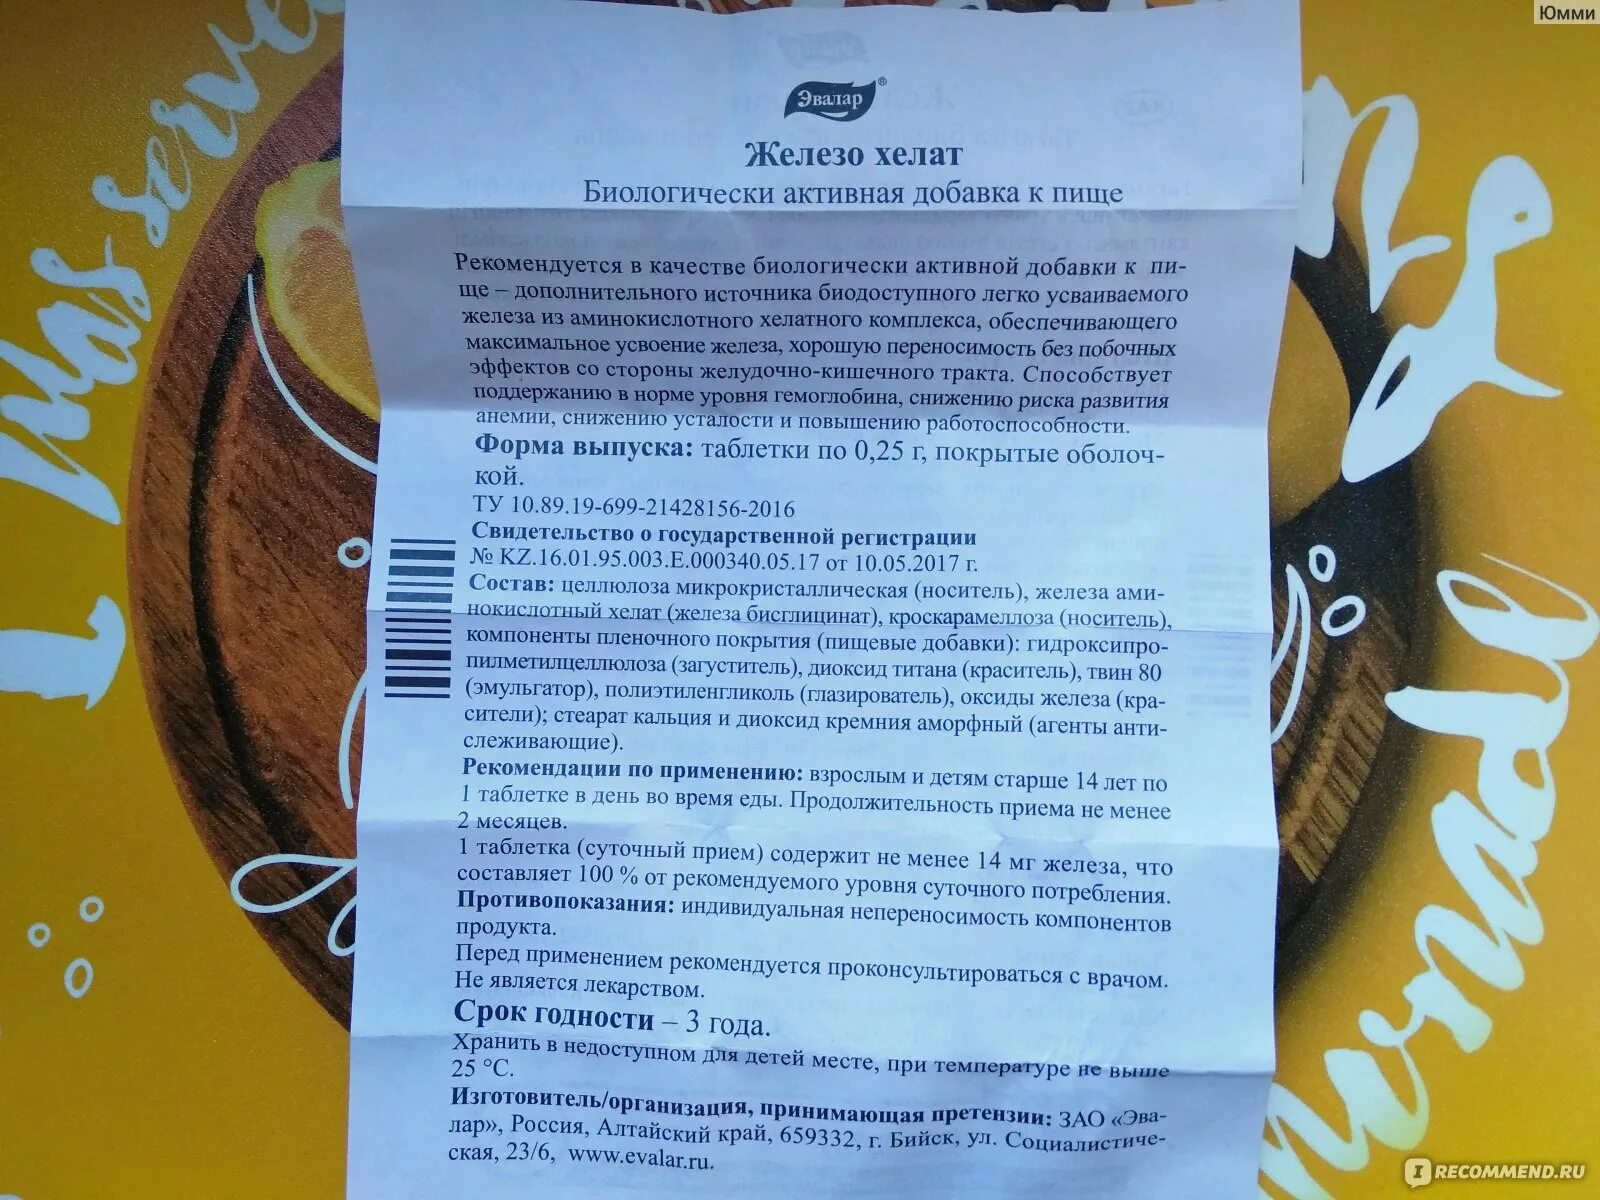 Юмми
Эвалар®
Железо хелат
Биологически активная добавка к пище
Рекомендуется в качестве биологически активной добавки к пи-
ще – дополнительного источника биодоступного легко усваиваемого
железа из аминокислотного хелатного комплекса, обеспечивающего
максимальное усвоение железа, хорошую переносимость без побочных
эффектов со стороны желудочно-кишечного тракта. Способствует
поддержанию в норме уровня гемоглобина, снижению риска развития
анемии, снижению усталости и повышению работоспособности.
Форма выпуска: таблетки по 0,25 г, покрытые оболоч-
кой.
ТУ 10.89.19-699-21428156-2016
Свидетельство о государственной регистрации
№ KZ.16.01.95.003.E.000340.05.17 от 10.05.2017 г.
Состав: целлюлоза микрокристаллическая (носитель), железа ами-
нокислотный хелат (железа бисглицинат), кроскарамеллоза (носитель),
компоненты пленочного покрытия (пищевые добавки): гидроксипро-
пилметилцеллюлоза (загуститель), диоксид титана (краситель), твин 80
(эмульгатор), полиэтиленгликоль (глазирователь), оксиды железа (кра-
сители); стеарат кальция и диоксид кремния аморфный (агенты анти-
слеживающие).
Рекомендации по применению: взрослым и детям старше 14 лет по
1 таблетке в день во время еды. Продолжительность приема не менее
2 месяцев.
1 таблетка (суточный прием) содержит не менее 14 мг железа, что
составляет 100 % от рекомендуемого уровня суточного потребления.
Противопоказания: индивидуальная непереносимость компонентов
продукта.
Перед применением рекомендуется проконсультироваться с врачом.
Не является лекарством.
Срок годности – 3 года.
Хранить в недоступном для детей месте, при температуре не выше
25 °С.
Изготовитель/организация, принимающая претензии: ЗАО «Эва-
лар», Россия, Алтайский край, 659332, г. Бийск, ул. Социалистиче-
ская, 23/6, www.evalar.ru.
I was serve
IRECOMMEND.RU